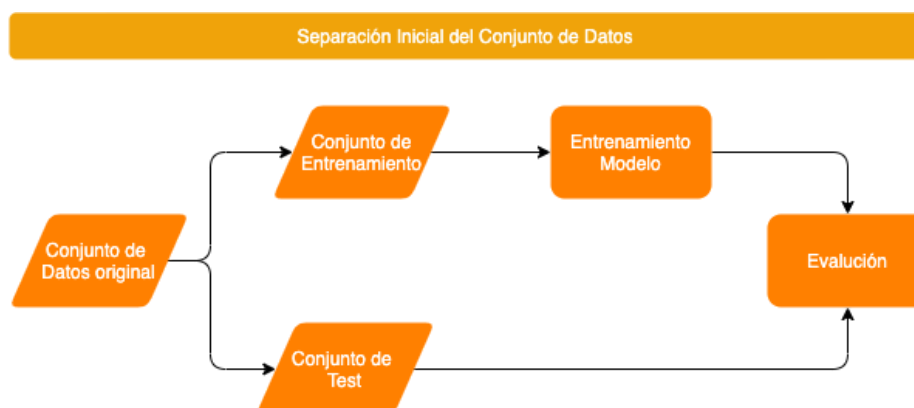 Separación Inicial del Conjunto de Datos
Conjunto de
Entrenamiento
Entrenamiento
Modelo
Conjunto de
Datos original
Evalución
Conjunto de
Test